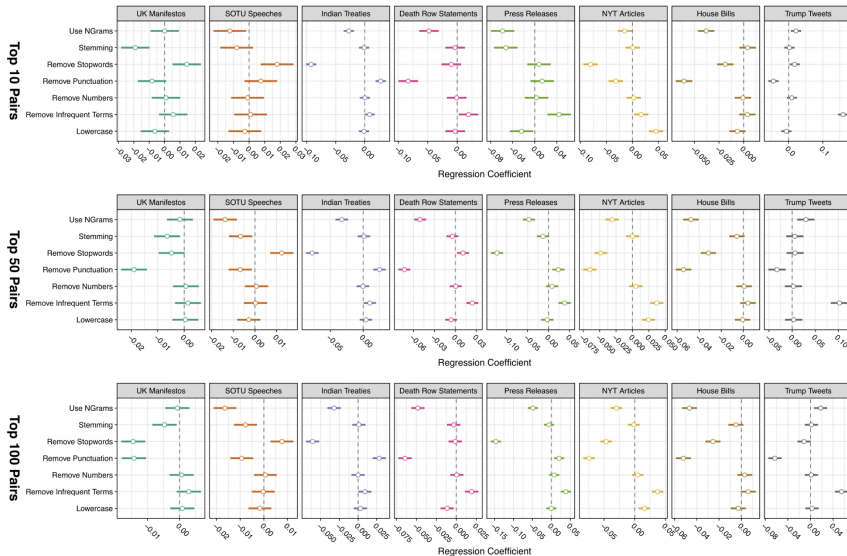 Top 10 Pairs
UK Manifestos SOTU Speeches Indian Treaties Death Row Statements Press Releases NYT Articles House Bills Trump Tweets
Use NGrams
Stemming
Remove Stopwords
Remove Punctuation
Remove Numbers
Remove Infrequent Terms
Lowercase
−0.03 −0.02 −0.01 0.00 0.01 0.02 −0.02 −0.01 0.00 0.01 0.02 0.03 −0.10 −0.05 0.00 −0.10 −0.05 0.00 −0.08 −0.04 0.00 0.04 −0.10 −0.05 0.00 0.05 −0.050 −0.025 0.000 0.0 0.1
Regression Coefficient
Top 50 Pairs
UK Manifestos SOTU Speeches Indian Treaties Death Row Statements Press Releases NYT Articles House Bills Trump Tweets
Use NGrams
Stemming
Remove Stopwords
Remove Punctuation
Remove Numbers
Remove Infrequent Terms
Lowercase
−0.02 −0.01 0.00 −0.02 −0.01 0.00 0.01 −0.05 0.00 −0.06 −0.03 0.00 0.03 −0.10 −0.05 0.00 0.05 −0.075 −0.050 −0.025 0.000 0.025 0.050 −0.06 −0.04 −0.02 0.00 −0.05 0.00 0.05 0.10
Regression Coefficient
Top 100 Pairs
UK Manifestos SOTU Speeches Indian Treaties Death Row Statements Press Releases NYT Articles House Bills Trump Tweets
Use NGrams
Stemming
Remove Stopwords
Remove Punctuation
Remove Numbers
Remove Infrequent Terms
Lowercase
−0.01 0.00 −0.02 −0.01 0.00 0.01 −0.050 −0.025 0.000 0.025 −0.075 −0.050 −0.025 0.000 0.025 −0.15 −0.10 −0.05 0.00 0.05 −0.08 −0.04 0.00 0.04 −0.06 −0.04 −0.02 0.00 −0.08 −0.04 0.00 0.04
Regression Coefficient